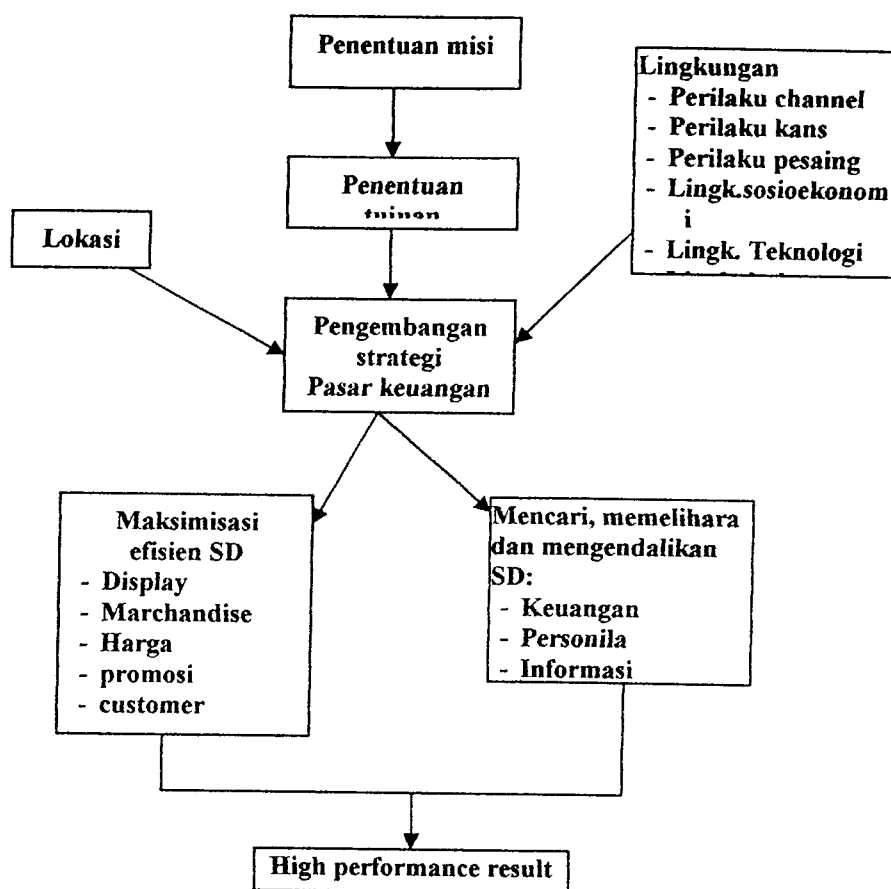 Penentuan misi
Lingkungan
- Perilaku channel
- Perilaku kans
- Perilaku pesaing
- Lingk.sosioekonom
i
- Lingk. Teknologi
Penentuan
Lokasi
Pengembangan
strategi
Pasar keuangan
Maksimisasi
efisien SD
- Display
- Marchandise
- Harga
- promosi
- customer
Mencari, memelihara
dan mengendalikan
SD:
- Keuangan
- Personila
- Informasi
High performance result